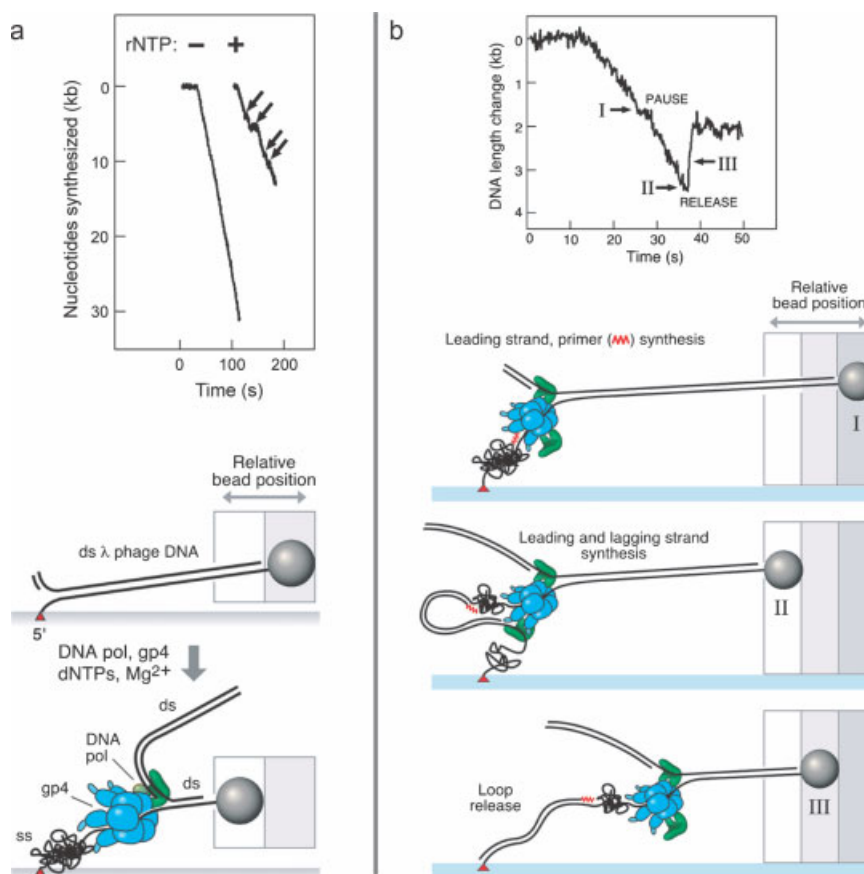 a
rNTP: − +
Nucleotides synthesized (kb)
0
10
20
30
0 100 200
Time (s)
Relative
bead position
ds λ phage DNA
5'
DNA pol, gp4
dNTPs, Mg2+
ds
DNA
pol
ds
gp4
ss
b
DNA length change (kb)
0
1
2
3
4
I
PAUSE
III
II
RELEASE
0 10 20 30 40 50
Time (s)
Relative
bead position
Leading strand, primer ( ) synthesis
I
Leading and lagging strand
synthesis
II
Loop
release
III